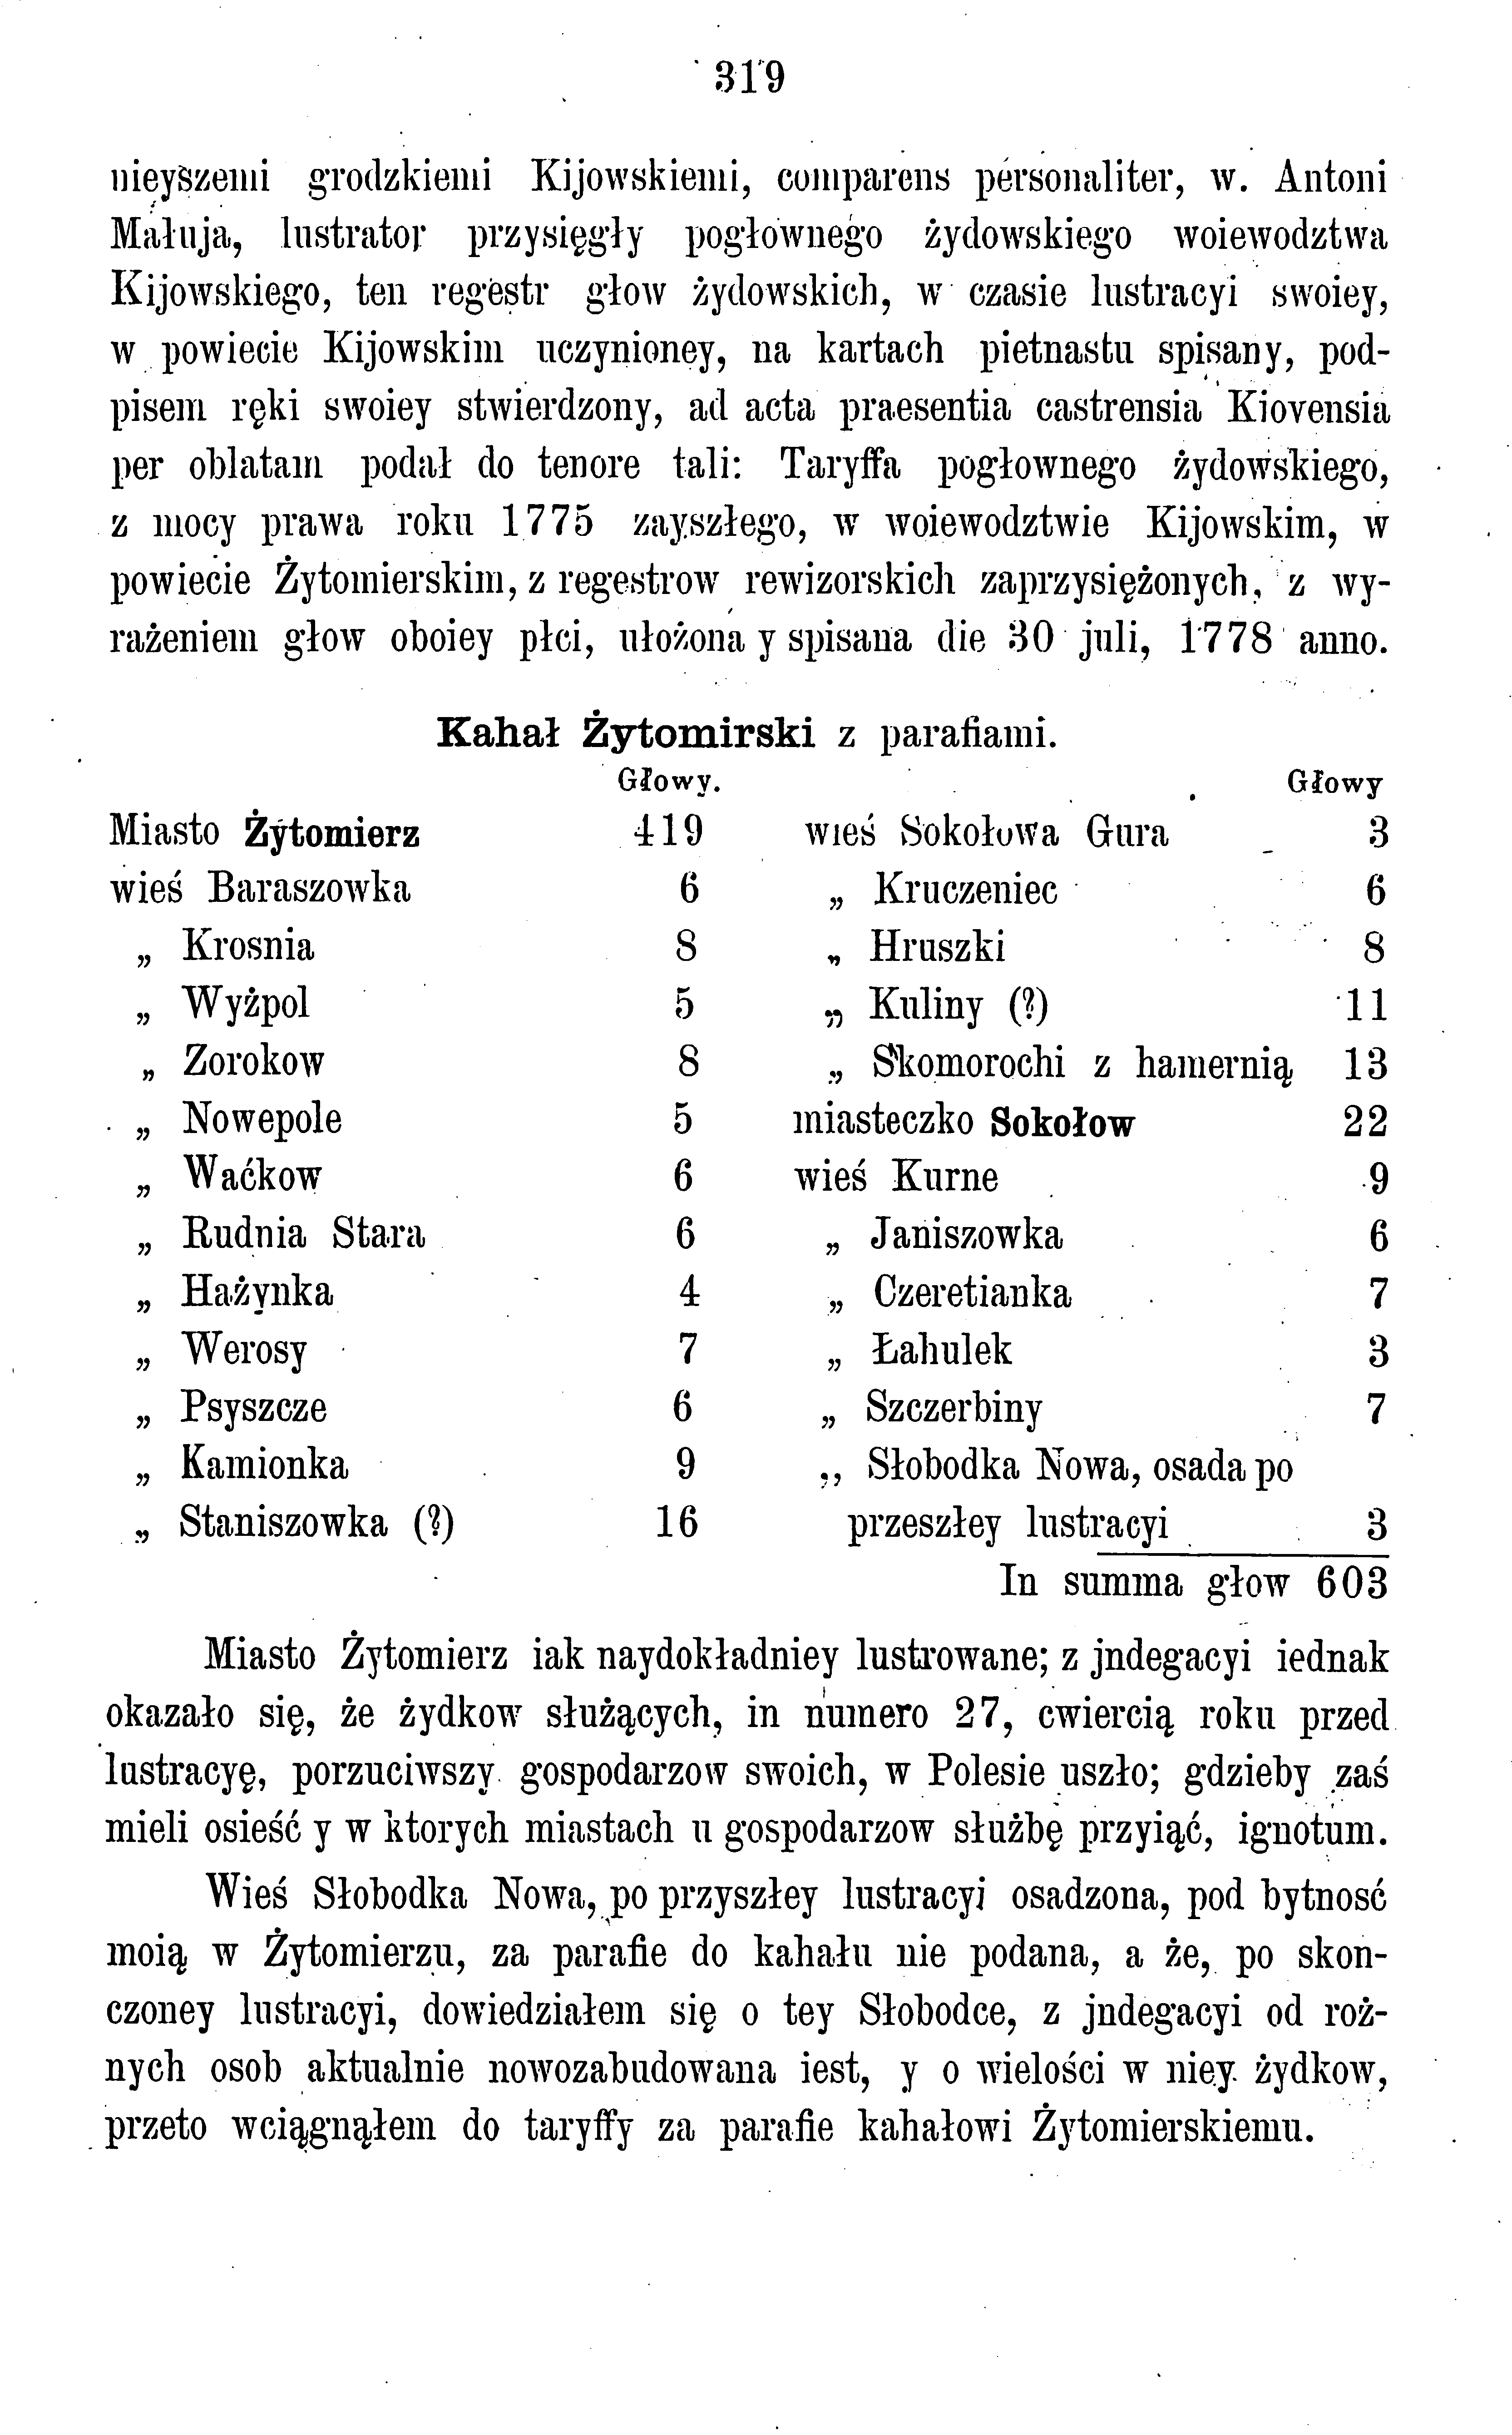 319
nieyszemi grodzkiemi Kijowskiemi, comparens personaliter, w. Antoni
Małuja, lustrator przysięgły pogłownego żydowskiego woiewodztwa
Kijowskiego, ten regestr głow żydowskich, w czasie lustracyi swoiey,
w powiecie Kijowskim uczynioney, na kartach pietnastu spisany, pod-
pisem ręki swoiey stwierdzony, ad acta praesentia castrensia Kiovensia
per oblatam podał do tenore tali: Taryffa pogłownego żydowskiego,
z mocy prawa roku 1775 zayszłego, w woiewodztwie Kijowskim, w
powiecie Żytomierskim, z regestrow rewizorskich zaprzysiężonych, z wy-
rażeniem głow oboiey płci, ułożona y spisana die 30 juli, 1778 anno.
Kahał Żytomirski z parafiami.
Głowy. Głowy
Miasto Żytomierz 419 wieś Sokołowa Gura 3
wieś Baraszowka 6 „ Kruczeniec 6
„ Krosnia 8 „ Hruszki 8
„ Wyżpol 5 „ Kuliny (?) 11
„ Zorokow 8 „ Skomorochi z hamernią 13
„ Nowepole 5 miasteczko Sokołow 22
„ Waćkow 6 wieś Kurne 9
„ Rudnia Stara 6 „ Janiszowka 6
„ Hażynka 4 „ Czeretianka 7
„ Werosy 7 „ Łahulek 3
„ Psyszcze 6 „ Szczerbiny 7
„ Kamionka 9 „ Słobodka Nowa, osada po
„ Staniszowka (?) 16 przeszłey lustracyi 3
In summa głow 603
Miasto Żytomierz iak naydokładniey lustrowane; z jndegacyi iednak
okazało się, że żydkow służących, in numero 27, cwiercią roku przed
lustracyę, porzuciwszy gospodarzow swoich, w Polesie uszło; gdzieby zaś
mieli osieść y w ktorych miastach u gospodarzow służbę przyiąć, ignotum.
Wieś Słobodka Nowa, po przyszłey lustracyi osadzona, pod bytnosć
moią w Żytomierzu, za parafie do kahału nie podana, a że, po skon-
czoney lustracyi, dowiedziałem się o tey Słobodce, z jndegacyi od roż-
nych osob aktualnie nowozabudowana iest, y o wielości w niey żydkow,
przeto wciągnąłem do taryffy za parafie kahałowi Żytomierskiemu.